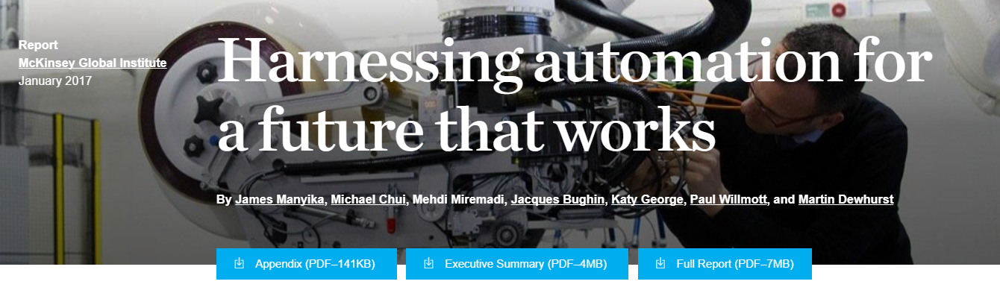 Report
McKinsey Global Institute
January 2017
Harnessing automation for
a future that works
By James Manyika, Michael Chui, Mehdi Miremadi, Jacques Bughin, Katy George, Paul Willmott, and Martin Dewhurst
Appendix (PDF–141KB)
Executive Summary (PDF–4MB)
Full Report (PDF–7MB)